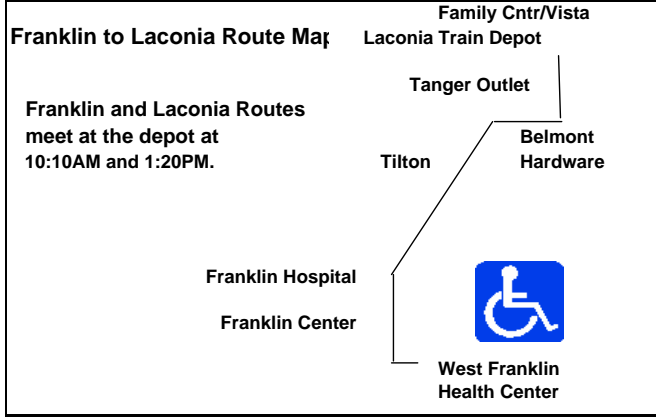 Family Cntr/Vista
Franklin to Laconia Route Map
Laconia Train Depot
Tanger Outlet
Franklin and Laconia Routes
meet at the depot at
10:10AM and 1:20PM.
Belmont
Hardware
Tilton
Franklin Hospital
Franklin Center
West Franklin
Health Center